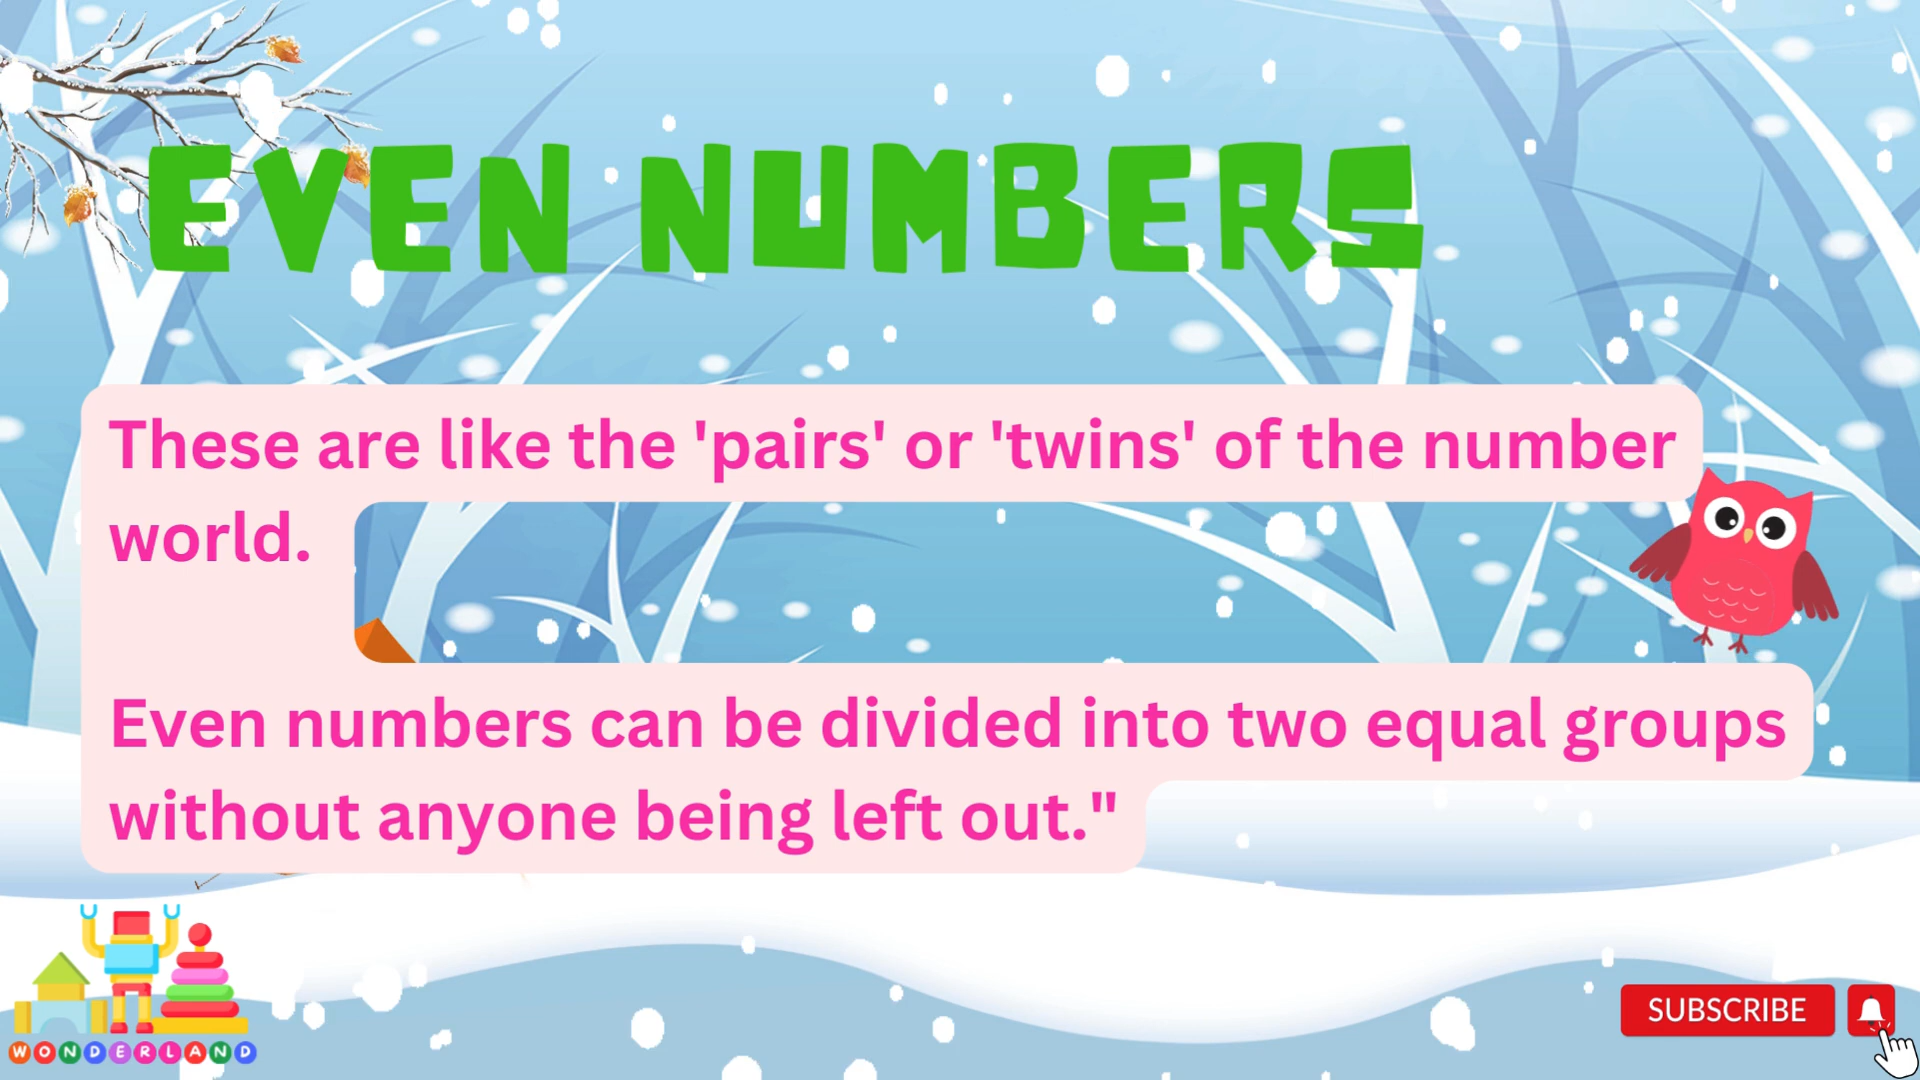 EVEN NUMBERS
These are like the 'pairs' or 'twins' of the number
world.
Even numbers can be divided into two equal groups
without anyone being left out."
WONDERLAND
SUBSCRIBE